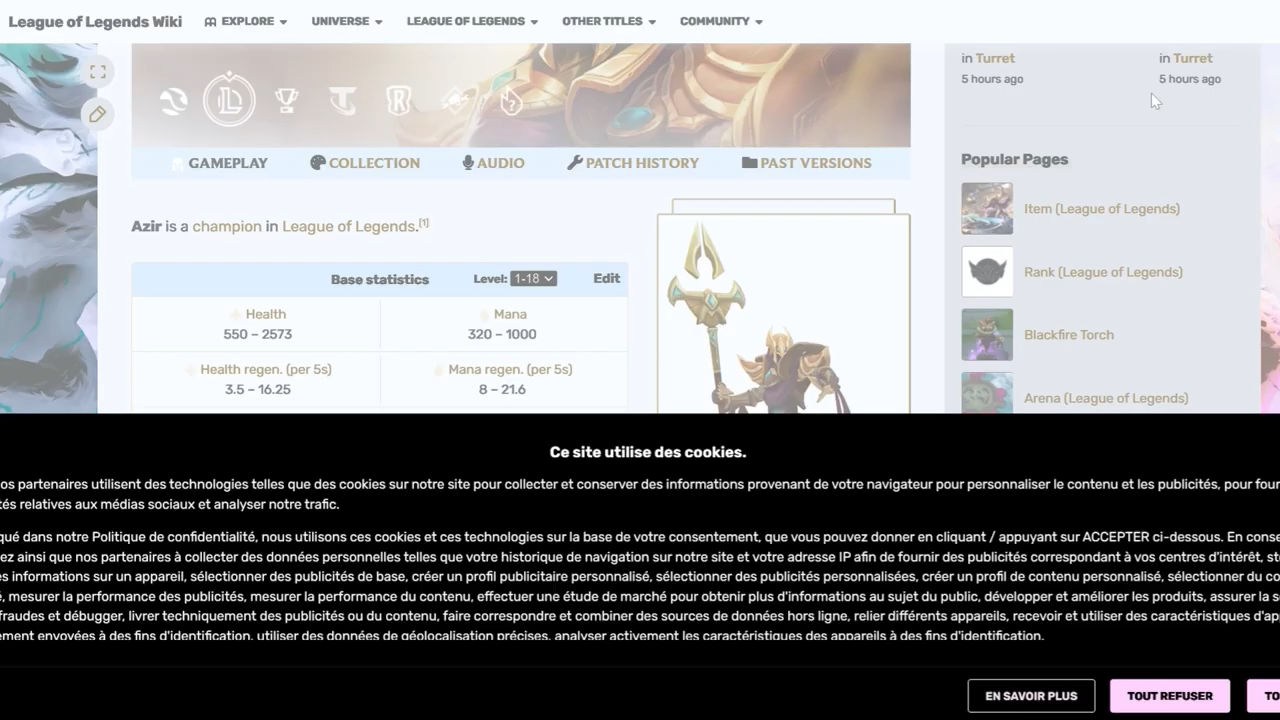 League of Legends Wiki
EXPLORE
UNIVERSE
LEAGUE OF LEGENDS
OTHER TITLES
COMMUNITY
in Turret
5 hours ago
in Turret
5 hours ago
GAMEPLAY
COLLECTION
AUDIO
PATCH HISTORY
PAST VERSIONS
Azir is a champion in League of Legends.[1]
Base statistics
Level: 1-18
Edit
Health
550 – 2573
Mana
320 – 1000
Health regen. (per 5s)
3.5 – 16.25
Mana regen. (per 5s)
8 – 21.6
Popular Pages
Item (League of Legends)
Rank (League of Legends)
Blackfire Torch
Arena (League of Legends)
Ce site utilise des cookies.
os partenaires utilisent des technologies telles que des cookies sur notre site pour collecter et conserver des informations provenant de votre navigateur pour personnaliser le contenu et les publicités, pour four
tés relatives aux médias sociaux et analyser notre trafic.
qué dans notre Politique de confidentialité, nous utilisons ces cookies et ces technologies sur la base de votre consentement, que vous pouvez donner en cliquant / appuyant sur ACCEPTER ci-dessous. En conse
ez ainsi que nos partenaires à collecter des données personnelles telles que votre historique de navigation sur notre site et votre adresse IP afin de fournir des publicités correspondant à vos centres d'intérêt, st
es informations sur un appareil, sélectionner des publicités de base, créer un profil publicitaire personnalisé, sélectionner des publicités personnalisées, créer un profil de contenu personnalisé, sélectionner du co
é, mesurer la performance des publicités, mesurer la performance du contenu, effectuer une étude de marché pour obtenir plus d'informations au sujet du public, développer et améliorer les produits, assurer la s
fraudes et débugger, livrer techniquement des publicités ou du contenu, faire correspondre et combiner des sources de données hors ligne, relier différents appareils, recevoir et utiliser des caractéristiques d'ap
ement envoyées à des fins d'identification, utiliser des données de géolocalisation précises, analyser activement les caractéristiques des appareils à des fins d'identification.
EN SAVOIR PLUS
TOUT REFUSER
TO